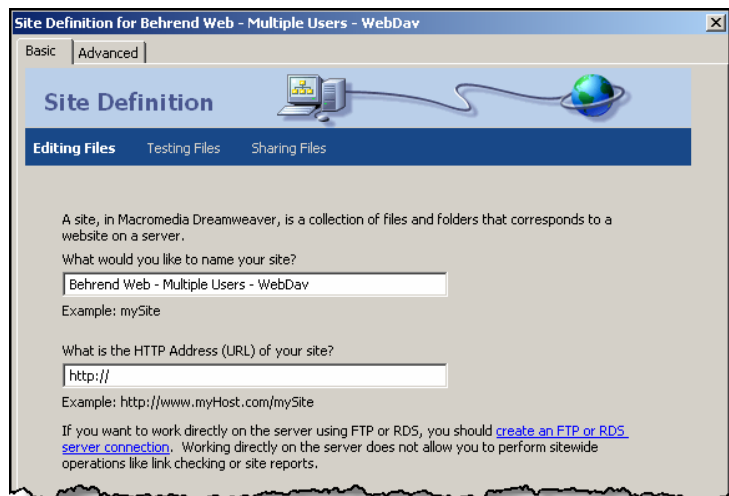 Site Definition for Behrend Web - Multiple Users - WebDav
Basic Advanced
Site Definition
Editing Files Testing Files Sharing Files
A site, in Macromedia Dreamweaver, is a collection of files and folders that corresponds to a
website on a server.
What would you like to name your site?
Behrend Web - Multiple Users - WebDav
Example: mySite
What is the HTTP Address (URL) of your site?
http://
Example: http://www.myHost.com/mySite
If you want to work directly on the server using FTP or RDS, you should create an FTP or RDS
server connection. Working directly on the server does not allow you to perform sitewide
operations like link checking or site reports.